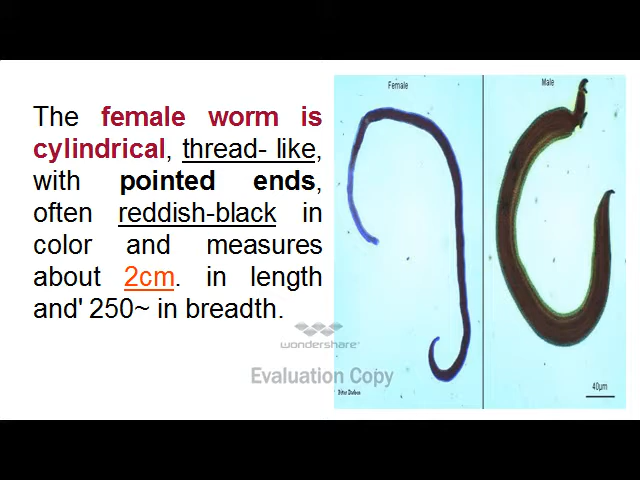 The female worm is
cylindrical, thread- like,
with pointed ends,
often reddish-black in
color and measures
about 2cm. in length
and' 250~ in breadth.
wondershare
Evaluation Copy
Female
Male
40µm